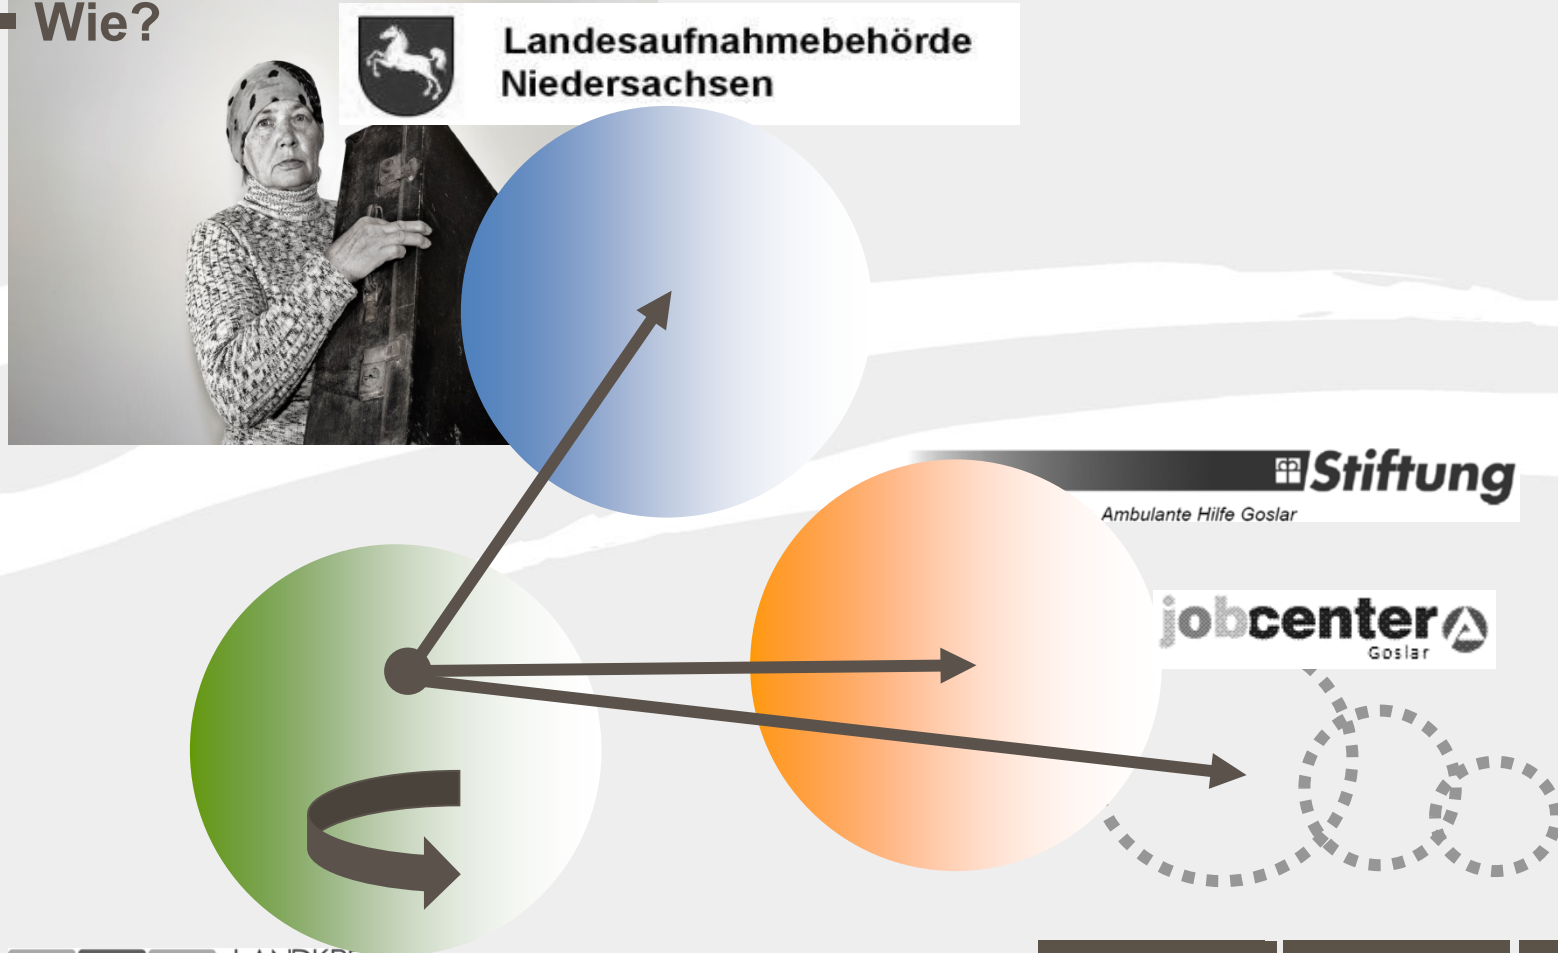 Wie?
Landesaufnahmebehörde
Niedersachsen
Stiftung
Ambulante Hilfe Goslar
jobcenter
Goslar